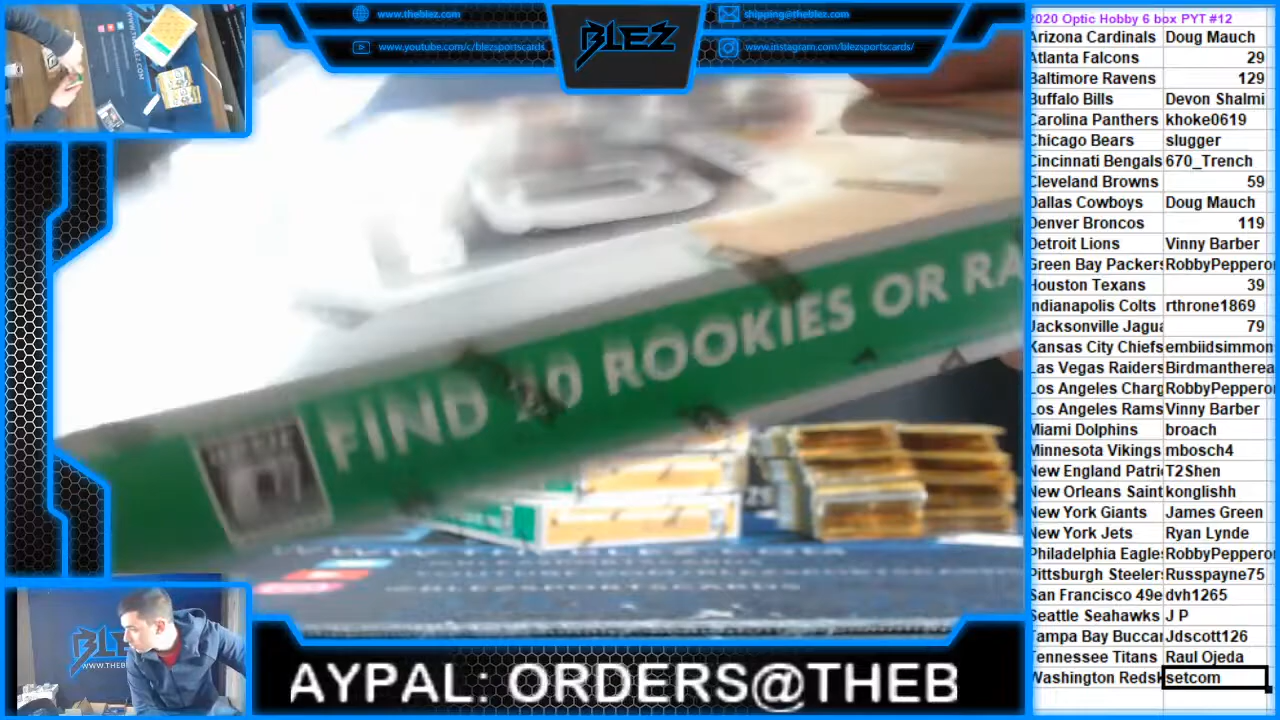 www.theblez.com
www.youtube.com/c/blezsportscards
BLEZ
shipping@theblez.com
www.instagram.com/blezsportscards/
FIND 20 ROOKIES OR RA
BLEZ
AYPAL: ORDERS@THEB
2020 Optic Hobby 6 box PYT #12
Arizona Cardinals Doug Mauch
Atlanta Falcons 29
Baltimore Ravens 129
Buffalo Bills Devon Shalmi
Carolina Panthers khoke0619
Chicago Bears slugger
Cincinnati Bengals 670_Trench
Cleveland Browns 59
Dallas Cowboys Doug Mauch
Denver Broncos 119
Detroit Lions Vinny Barber
Green Bay Packers RobbyPeppero
Houston Texans 39
Indianapolis Colts rthrone1869
Jacksonville Jagua 79
Kansas City Chiefs embiidsimmon
Las Vegas Raiders Birdmantherea
Los Angeles Charg RobbyPeppero
Los Angeles Rams Vinny Barber
Miami Dolphins broach
Minnesota Vikings mbosch4
New England Patri T2Shen
New Orleans Saint konglishh
New York Giants James Green
New York Jets Ryan Lynde
Philadelphia Eagle RobbyPeppero
Pittsburgh Steelers Russpayne75
San Francisco 49e dvh1265
Seattle Seahawks J P
Tampa Bay Buccar Jdscott126
Tennessee Titans Raul Ojeda
Washington Redsk setcom